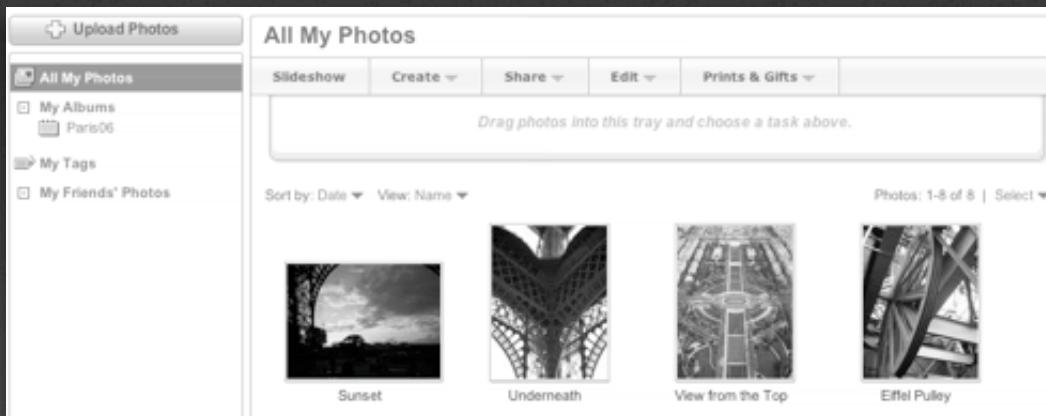 Upload Photos
All My Photos
My Albums
Paris06
My Tags
My Friends' Photos
All My Photos
Slideshow Create Share Edit Prints & Gifts
Drag photos into this tray and choose a task above.
Sort by: Date View: Name Photos: 1-8 of 8 | Select
Sunset Underneath View from the Top Eiffel Pulley